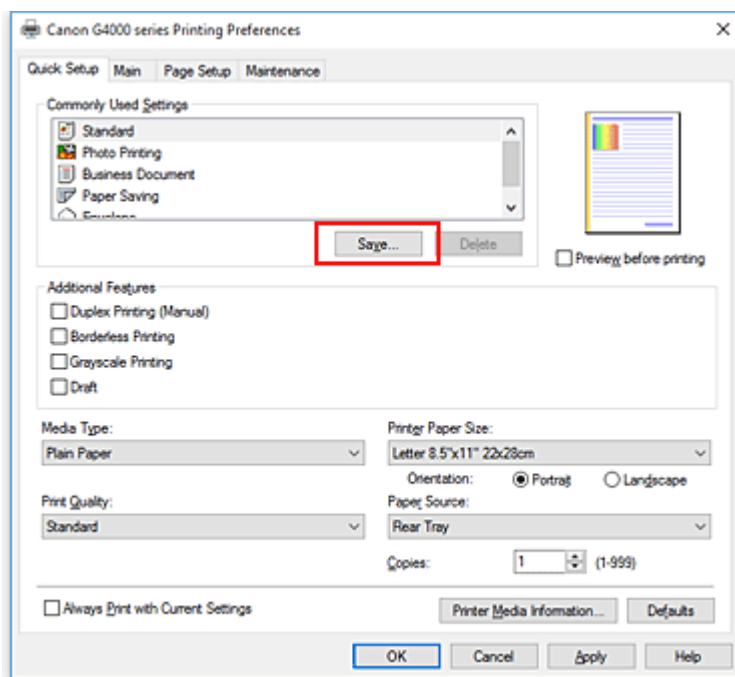 Canon G4000 series Printing Preferences
Quick Setup Main Page Setup Maintenance
Commonly Used Settings
Standard
Photo Printing
Business Document
Paper Saving
Envelope
Save... Delete
Preview before printing
Additional Features
Duplex Printing (Manual)
Borderless Printing
Grayscale Printing
Draft
Media Type: Printer Paper Size:
Plain Paper Letter 8.5"x11" 22x28cm
Orientation: Portrait Landscape
Print Quality: Paper Source:
Standard Rear Tray
Copies: 1 (1-999)
Always Print with Current Settings Printer Media Information... Defaults
OK Cancel Apply Help